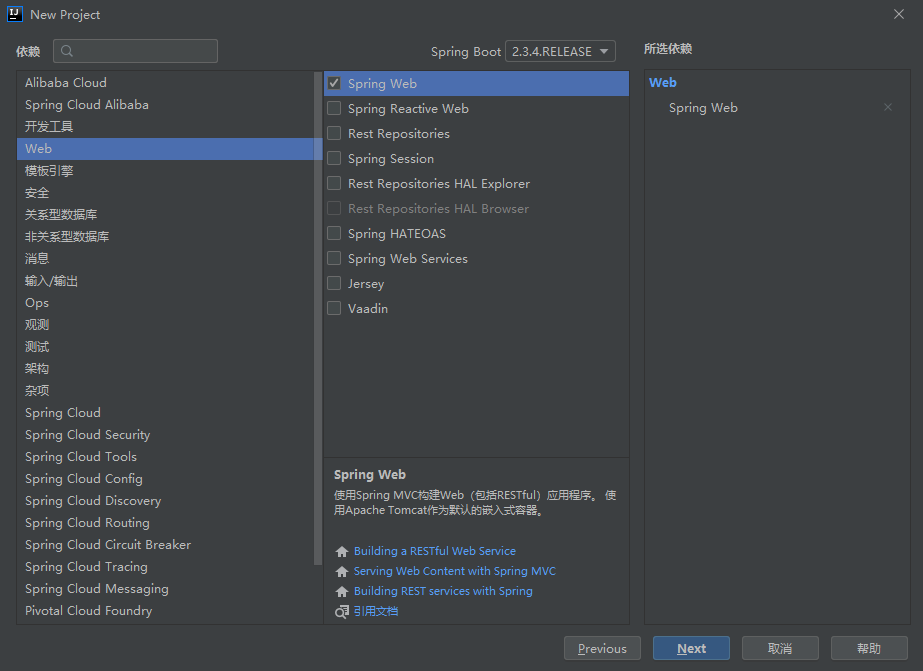 New Project
依赖
Spring Boot 2.3.4.RELEASE
所选依赖
Alibaba Cloud
Spring Cloud Alibaba
开发工具
Web
模板引擎
安全
关系型数据库
非关系型数据库
消息
输入/输出
Ops
观测
测试
架构
杂项
Spring Cloud
Spring Cloud Security
Spring Cloud Tools
Spring Cloud Config
Spring Cloud Discovery
Spring Cloud Routing
Spring Cloud Circuit Breaker
Spring Cloud Tracing
Spring Cloud Messaging
Pivotal Cloud Foundry
Spring Web
Spring Reactive Web
Rest Repositories
Spring Session
Rest Repositories HAL Explorer
Rest Repositories HAL Browser
Spring HATEOAS
Spring Web Services
Jersey
Vaadin
Spring Web
使用Spring MVC构建Web（包括RESTful）应用程序。 使
用Apache Tomcat作为默认的嵌入式容器。
Building a RESTful Web Service
Serving Web Content with Spring MVC
Building REST services with Spring
引用文档
Web
Spring Web
Previous
Next
取消
帮助